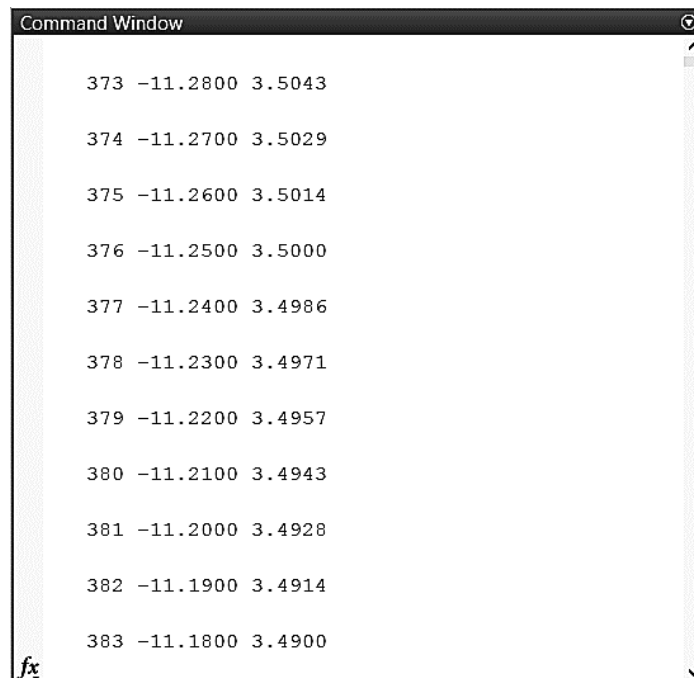 Command Window
373 -11.2800 3.5043
374 -11.2700 3.5029
375 -11.2600 3.5014
376 -11.2500 3.5000
377 -11.2400 3.4986
378 -11.2300 3.4971
379 -11.2200 3.4957
380 -11.2100 3.4943
381 -11.2000 3.4928
382 -11.1900 3.4914
383 -11.1800 3.4900
fx